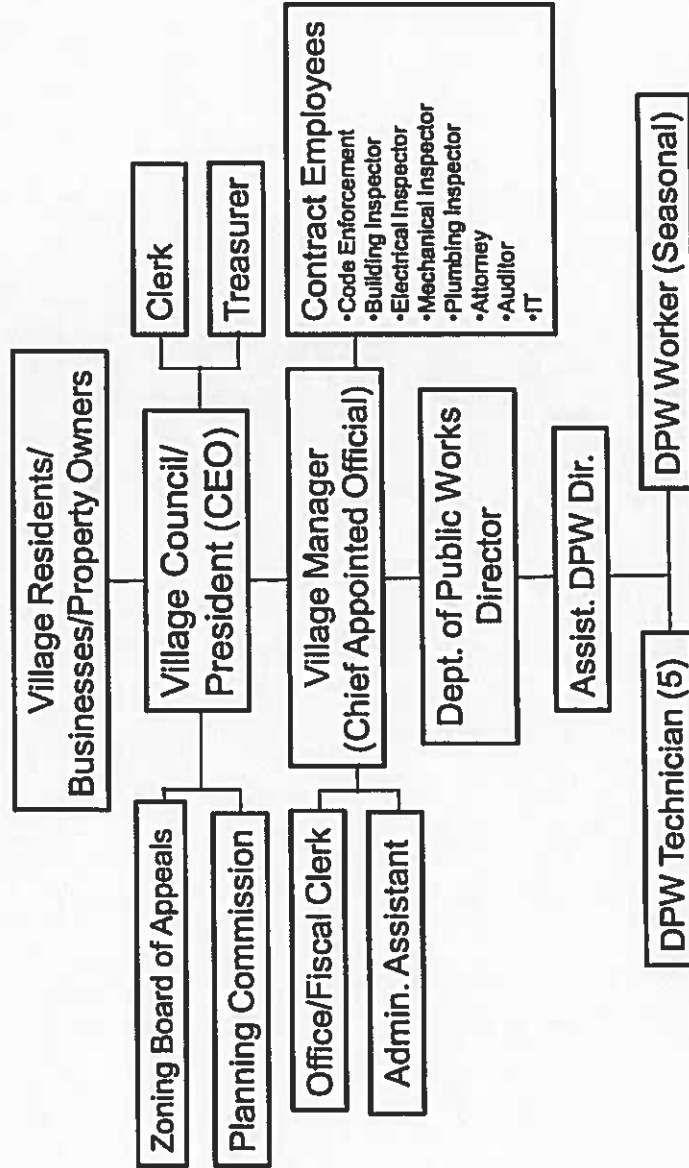 Village Residents/
Businesses/Property Owners
Zoning Board of Appeals
Planning Commission
Village Council/
President (CEO)
Clerk
Treasurer
Office/Fiscal Clerk
Admin. Assistant
Village Manager
(Chief Appointed Official)
Contract Employees
•Code Enforcement
•Building Inspector
•Electrical Inspector
•Mechanical Inspector
•Plumbing Inspector
•Attorney
•Auditor
•IT
Dept. of Public Works
Director
Assist. DPW Dir.
DPW Technician (5)
DPW Worker (Seasonal)